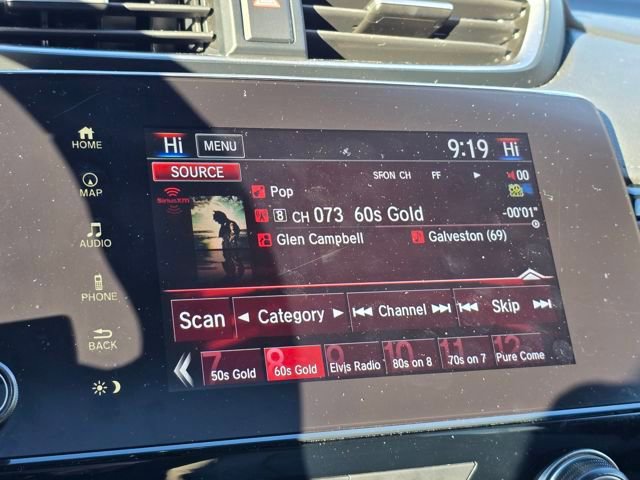 Hi MENU 9:19 Hi
HOME
SOURCE SFON CH FF 00
SiriusXM Pop
MAP
8 CH 073 60s Gold -00'01"
AUDIO
Glen Campbell Galveston (69)
PHONE
Scan Category Channel Skip
BACK
7 8 9 10 11 12
50s Gold 60s Gold Elvis Radio 80s on 8 70s on 7 Pure Come